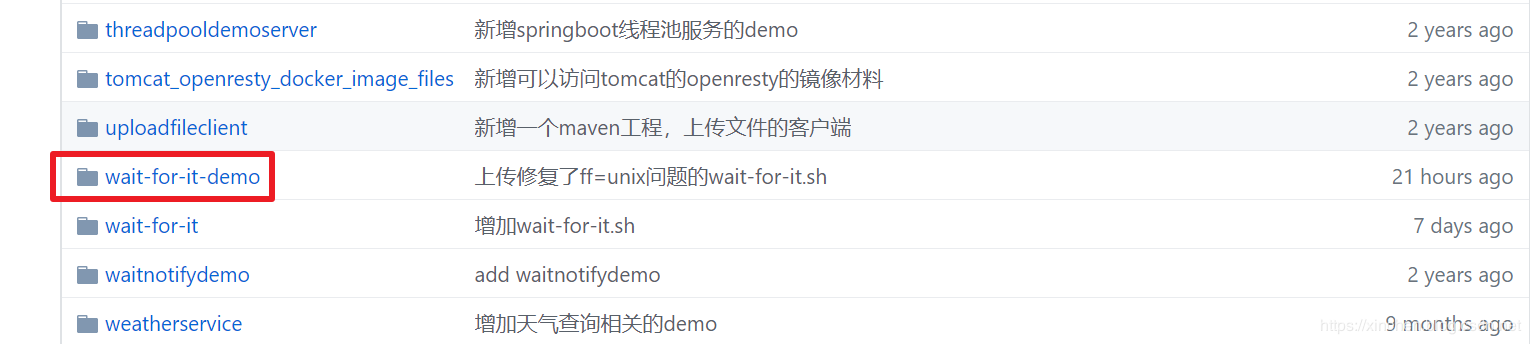 threadpooldemoserver 新增springboot线程池服务的demo 2 years ago
tomcat_openresty_docker_image_files 新增可以访问tomcat的openresty的镜像材料 2 years ago
uploadfileclient 新增一个maven工程，上传文件的客户端 2 years ago
wait-for-it-demo 上传修复了ff=unix问题的wait-for-it.sh 21 hours ago
wait-for-it 增加wait-for-it.sh 7 days ago
waitnotifydemo add waitnotifydemo 2 years ago
weatherservice 增加天气查询相关的demo 9 months ago